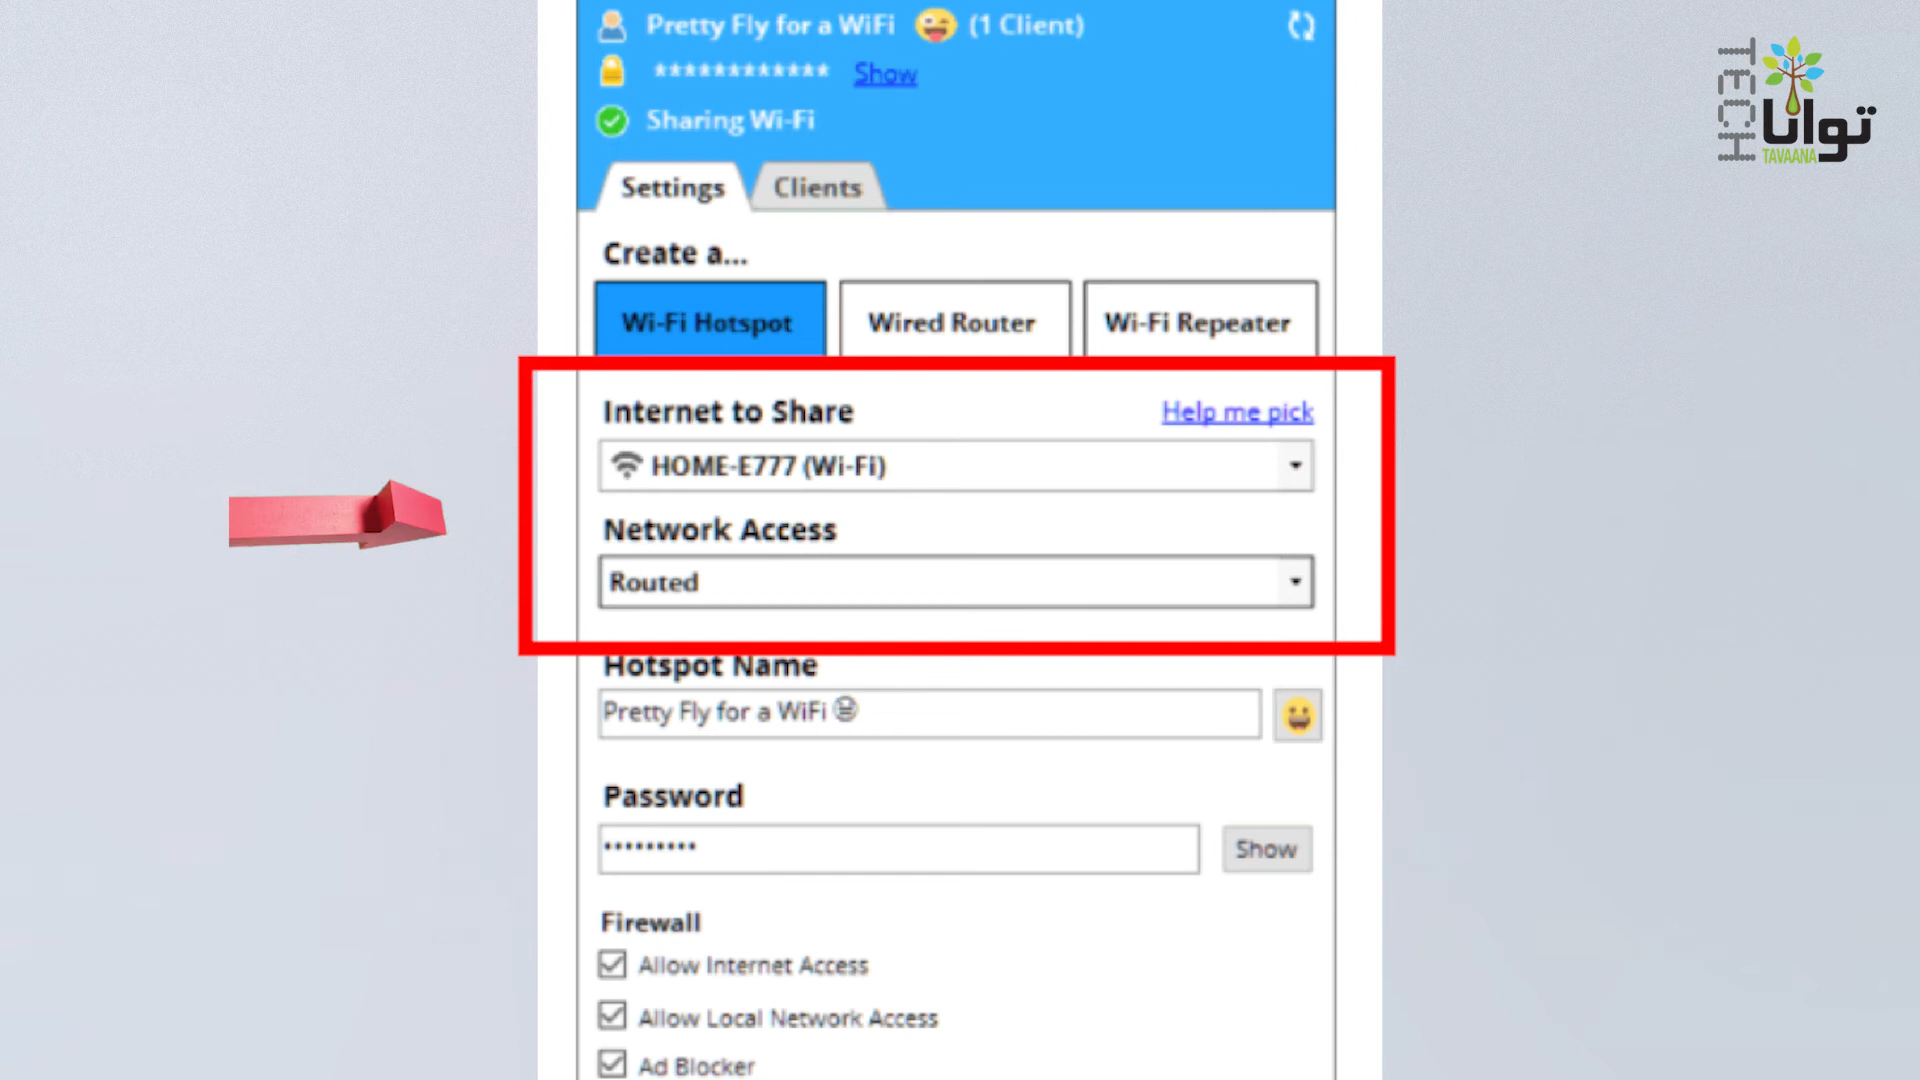 Pretty Fly for a WiFi 😜 (1 Client)
************ Show
Sharing Wi-Fi
Settings Clients
Create a...
Wi-Fi Hotspot Wired Router Wi-Fi Repeater
Internet to Share Help me pick
HOME-E777 (Wi-Fi)
Network Access
Routed
Hotspot Name
Pretty Fly for a WiFi
Password
••••••••• Show
Firewall
Allow Internet Access
Allow Local Network Access
Ad Blocker
TECH
توانا
TAVAANA